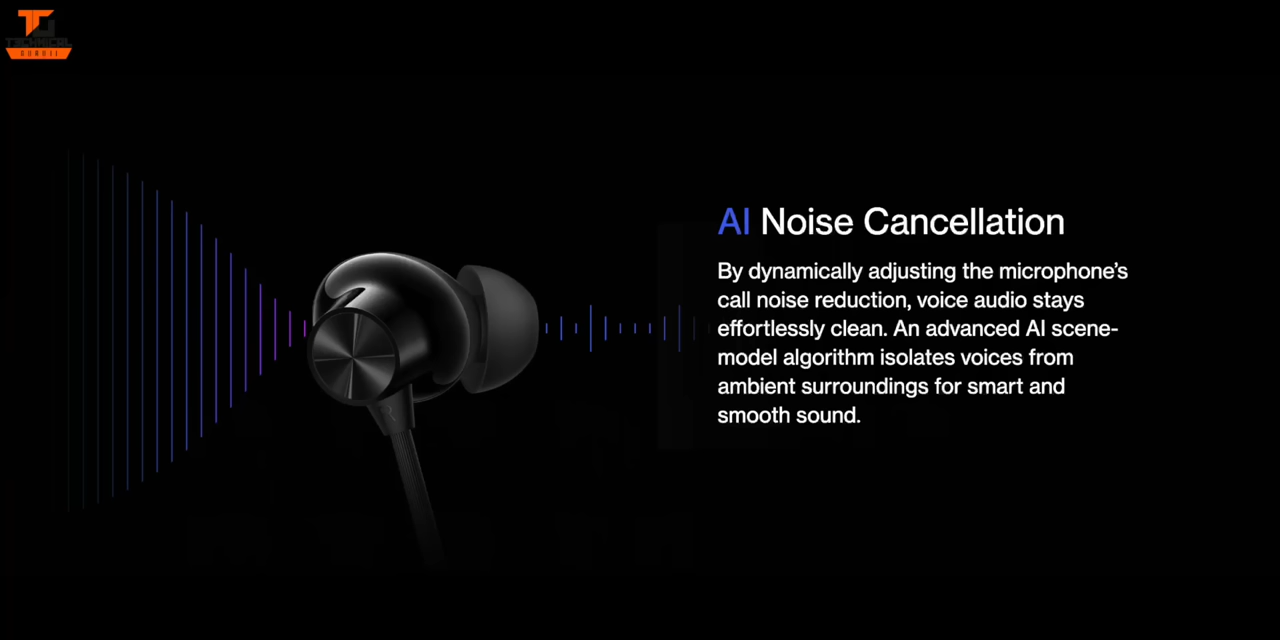 TECHNICAL
AI Noise Cancellation
By dynamically adjusting the microphone’s
call noise reduction, voice audio stays
effortlessly clean. An advanced AI scene-
model algorithm isolates voices from
ambient surroundings for smart and
smooth sound.